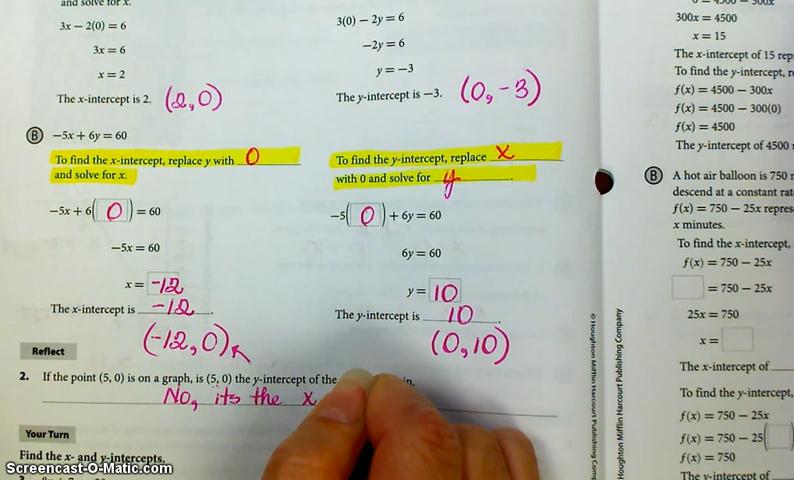 and solve for x.
3x − 2(0) = 6
3x = 6
x = 2
The x-intercept is 2. (2, 0)
3(0) − 2y = 6
−2y = 6
y = −3
The y-intercept is −3. (0, -3)
B −5x + 6y = 60
To find the x-intercept, replace y with 0
and solve for x.
−5x + 6(0) = 60
−5x = 60
x = -12
The x-intercept is -12.
(-12, 0)
To find the y-intercept, replace x
with 0 and solve for y.
−5(0) + 6y = 60
6y = 60
y = 10
The y-intercept is 10.
(0, 10)
Reflect
2. If the point (5, 0) is on a graph, is (5, 0) the y-intercept of the
No, its the x
Your Turn
Find the x- and y-intercepts.
Screencast-O-Matic.com
© Houghton Mifflin Harcourt Publishing Comp
Houghton Mifflin Harcourt Publishing Company
300x = 4500
x = 15
The x-intercept of 15 rep
To find the y-intercept, r
f(x) = 4500 − 300x
f(x) = 4500 − 300(0)
f(x) = 4500
The y-intercept of 4500
B A hot air balloon is 750
descend at a constant rat
f(x) = 750 − 25x repres
x minutes.
To find the x-intercept,
f(x) = 750 − 25x
= 750 − 25x
25x = 750
x =
The x-intercept of
To find the y-intercept,
f(x) = 750 − 25x
f(x) = 750 − 25(
f(x) = 750
The y-intercept of